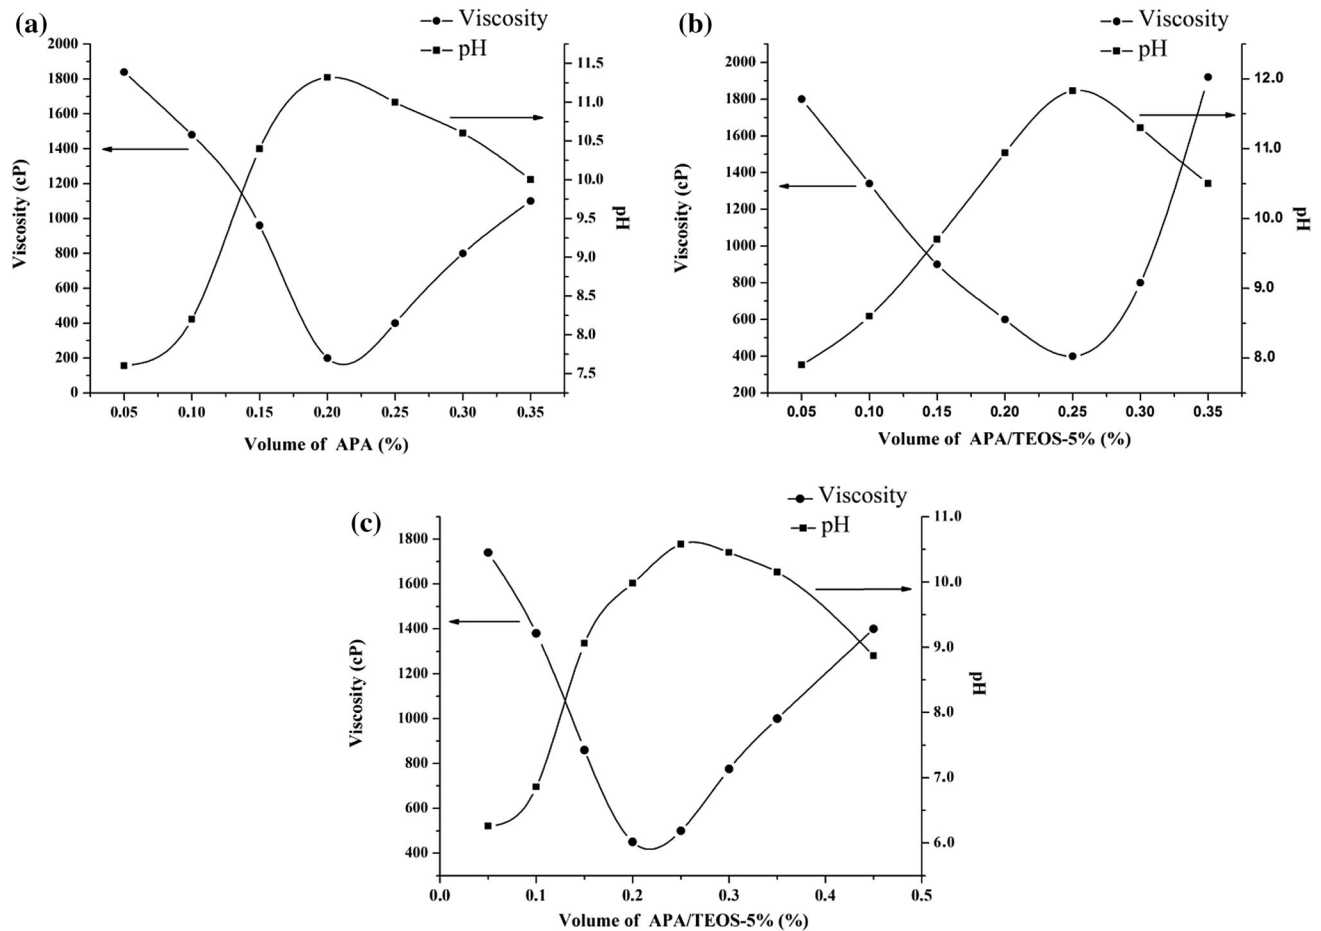 (a)
Viscosity
pH
2000
1800
1600
1400
1200
1000
800
600
400
200
0
Viscosity (cP)
11.5
11.0
10.5
10.0
9.5
9.0
8.5
8.0
7.5
pH
0.05 0.10 0.15 0.20 0.25 0.30 0.35
Volume of APA (%)
(b)
Viscosity
pH
2000
1800
1600
1400
1200
1000
800
600
400
200
Viscosity (cP)
12.0
11.0
10.0
9.0
8.0
pH
0.05 0.10 0.15 0.20 0.25 0.30 0.35
Volume of APA/TEOS-5% (%)
(c)
Viscosity
pH
1800
1600
1400
1200
1000
800
600
400
Viscosity (cP)
11.0
10.0
9.0
8.0
7.0
6.0
pH
0.0 0.1 0.2 0.3 0.4 0.5
Volume of APA/TEOS-5% (%)